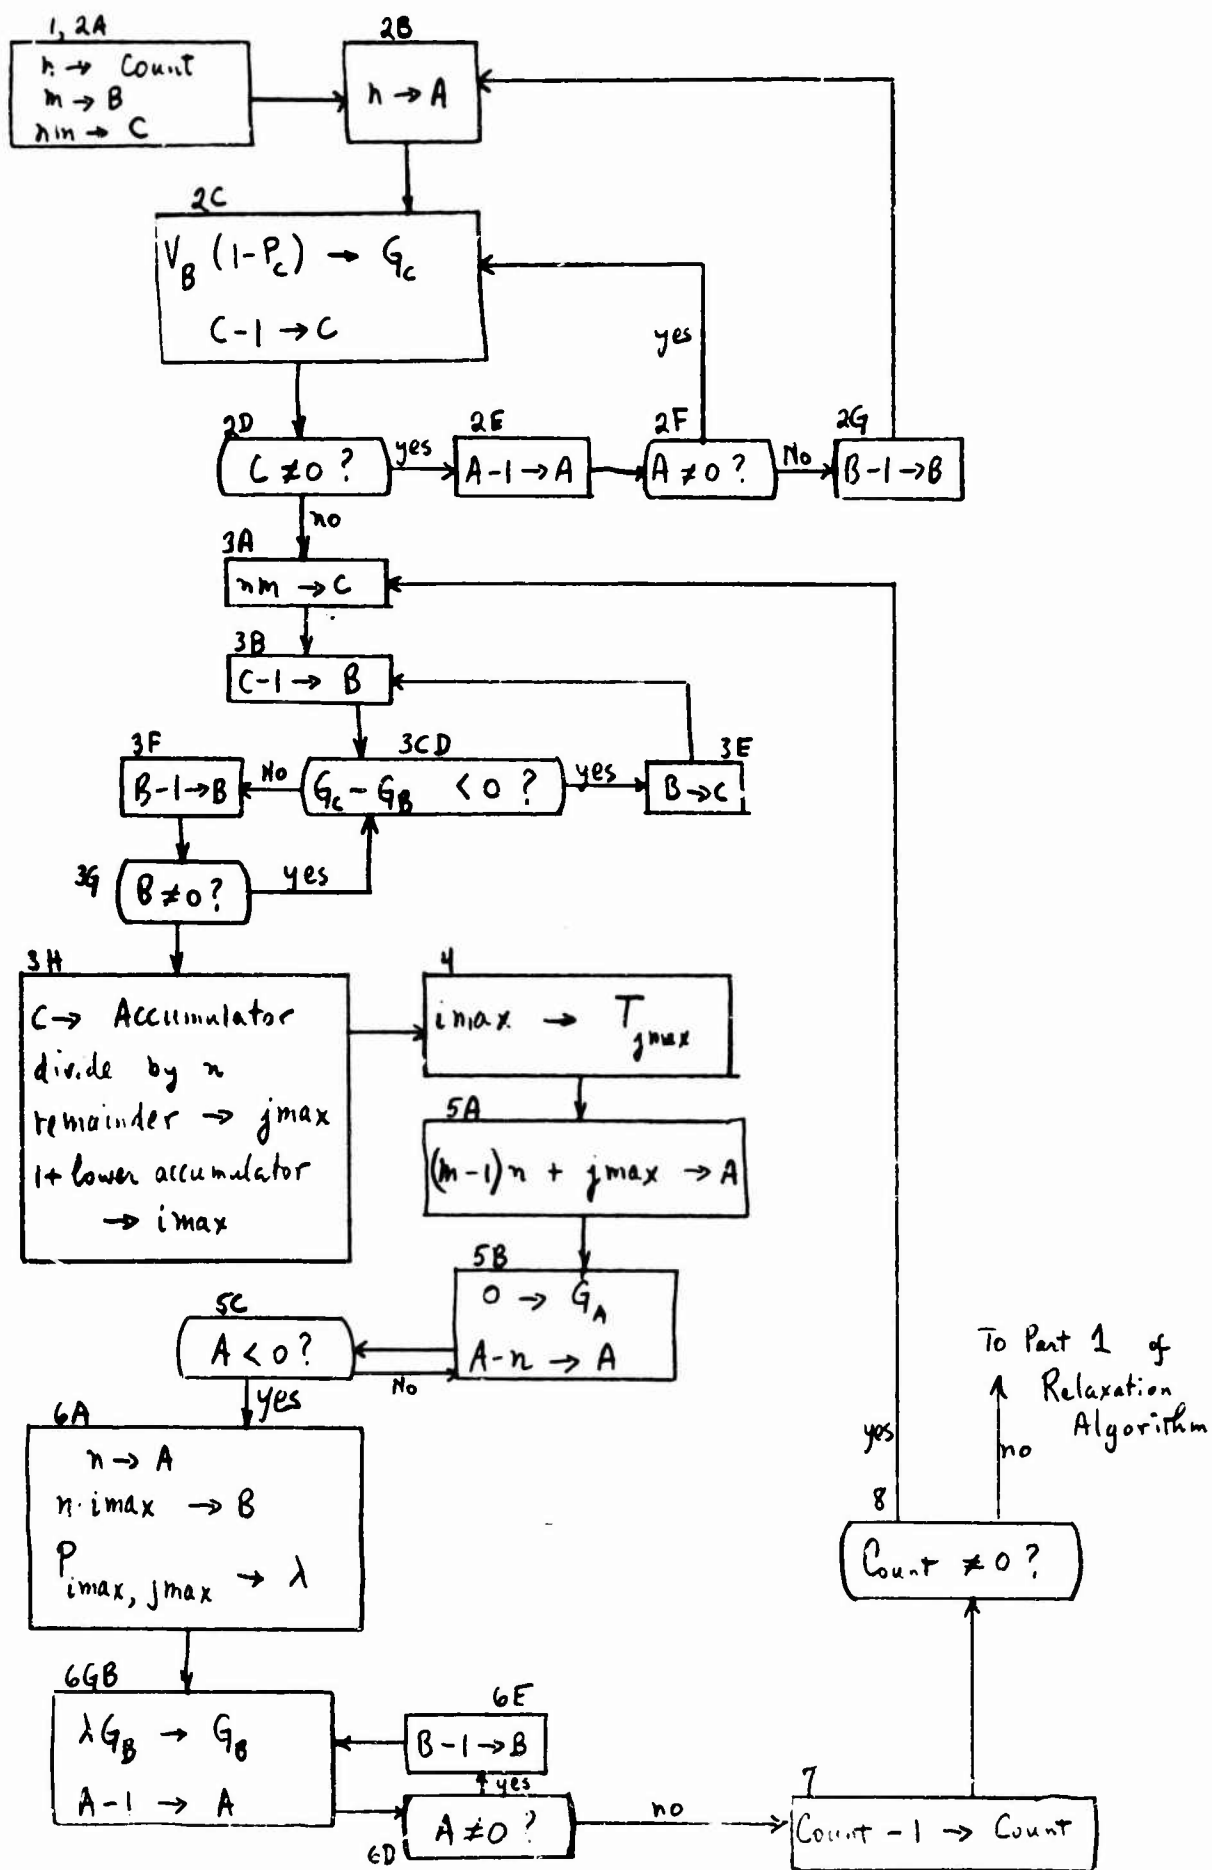 1, 2A
n → Count
m → B
nm → C
2B
n → A
2C
V_B (1-P_c) → G_c
C-1 → C
yes
2D
C ≠ 0 ?
yes
2E
A-1 → A
2F
A ≠ 0 ?
No
2G
B-1 → B
no
3A
nm → C
3B
C-1 → B
3F
B-1 → B
No
3CD
G_c - G_B < 0 ?
yes
3E
B → C
3G
B ≠ 0 ?
yes
3H
C → Accumulator
divide by n
remainder → jmax
1+ lower accumulator
→ imax
4
imax → T_jmax
5A
(m-1)n + jmax → A
5B
0 → G_A
A-n → A
5C
A < 0 ?
No
yes
6A
n → A
n·imax → B
P_imax, jmax → λ
To Part 1 of
Relaxation
Algorithm
yes
no
8
Count ≠ 0 ?
6GB
λG_B → G_B
A-1 → A
6E
B-1 → B
yes
6D
A ≠ 0 ?
no
7
Count - 1 → Count